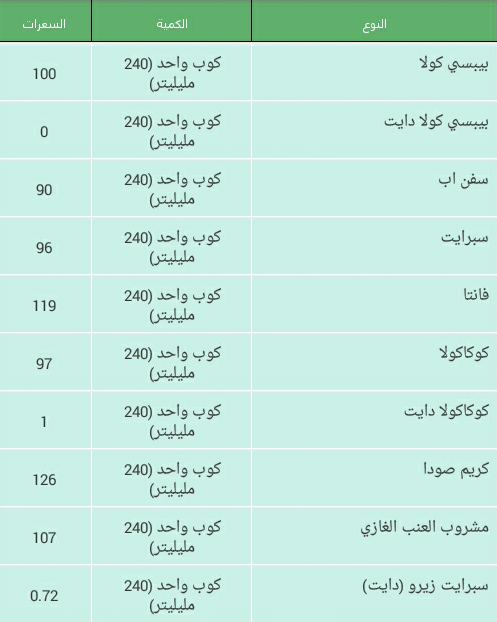 النوع الكمية السعرات
بيبسي كولا كوب واحد (240 100
مليليتر)
بيبسي كولا دايت كوب واحد (240 0
مليليتر)
سفن اب كوب واحد (240 90
مليليتر)
سبرايت كوب واحد (240 96
مليليتر)
فانتا كوب واحد (240 119
مليليتر)
كوكاكولا كوب واحد (240 97
مليليتر)
كوكاكولا دايت كوب واحد (240 1
مليليتر)
كريم صودا كوب واحد (240 126
مليليتر)
مشروب العنب الغازي كوب واحد (240 107
مليليتر)
سبرايت زيرو (دايت) كوب واحد (240 0.72
مليليتر)